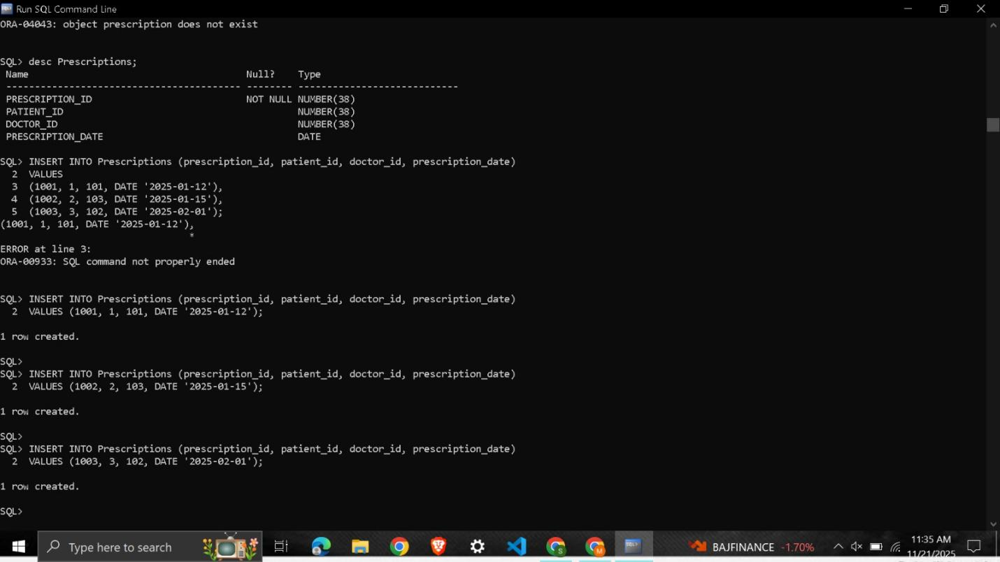 Run SQL Command Line
ORA-04043: object prescription does not exist
SQL> desc Prescriptions;
 Name                                      Null?    Type
 ----------------------------------------- -------- ----------------------------
 PRESCRIPTION_ID                           NOT NULL NUMBER(38)
 PATIENT_ID                                         NUMBER(38)
 DOCTOR_ID                                          NUMBER(38)
 PRESCRIPTION_DATE                                  DATE
SQL> INSERT INTO Prescriptions (prescription_id, patient_id, doctor_id, prescription_date)
  2  VALUES
  3  (1001, 1, 101, DATE '2025-01-12'),
  4  (1002, 2, 103, DATE '2025-01-15'),
  5  (1003, 3, 102, DATE '2025-02-01');
(1001, 1, 101, DATE '2025-01-12'),
                                 *
ERROR at line 3:
ORA-00933: SQL command not properly ended
SQL> INSERT INTO Prescriptions (prescription_id, patient_id, doctor_id, prescription_date)
  2  VALUES (1001, 1, 101, DATE '2025-01-12');
1 row created.
SQL>
SQL> INSERT INTO Prescriptions (prescription_id, patient_id, doctor_id, prescription_date)
  2  VALUES (1002, 2, 103, DATE '2025-01-15');
1 row created.
SQL>
SQL> INSERT INTO Prescriptions (prescription_id, patient_id, doctor_id, prescription_date)
  2  VALUES (1003, 3, 102, DATE '2025-02-01');
1 row created.
SQL>
Type here to search
BAJFINANCE -1.70%
11:35 AM
11/21/2025